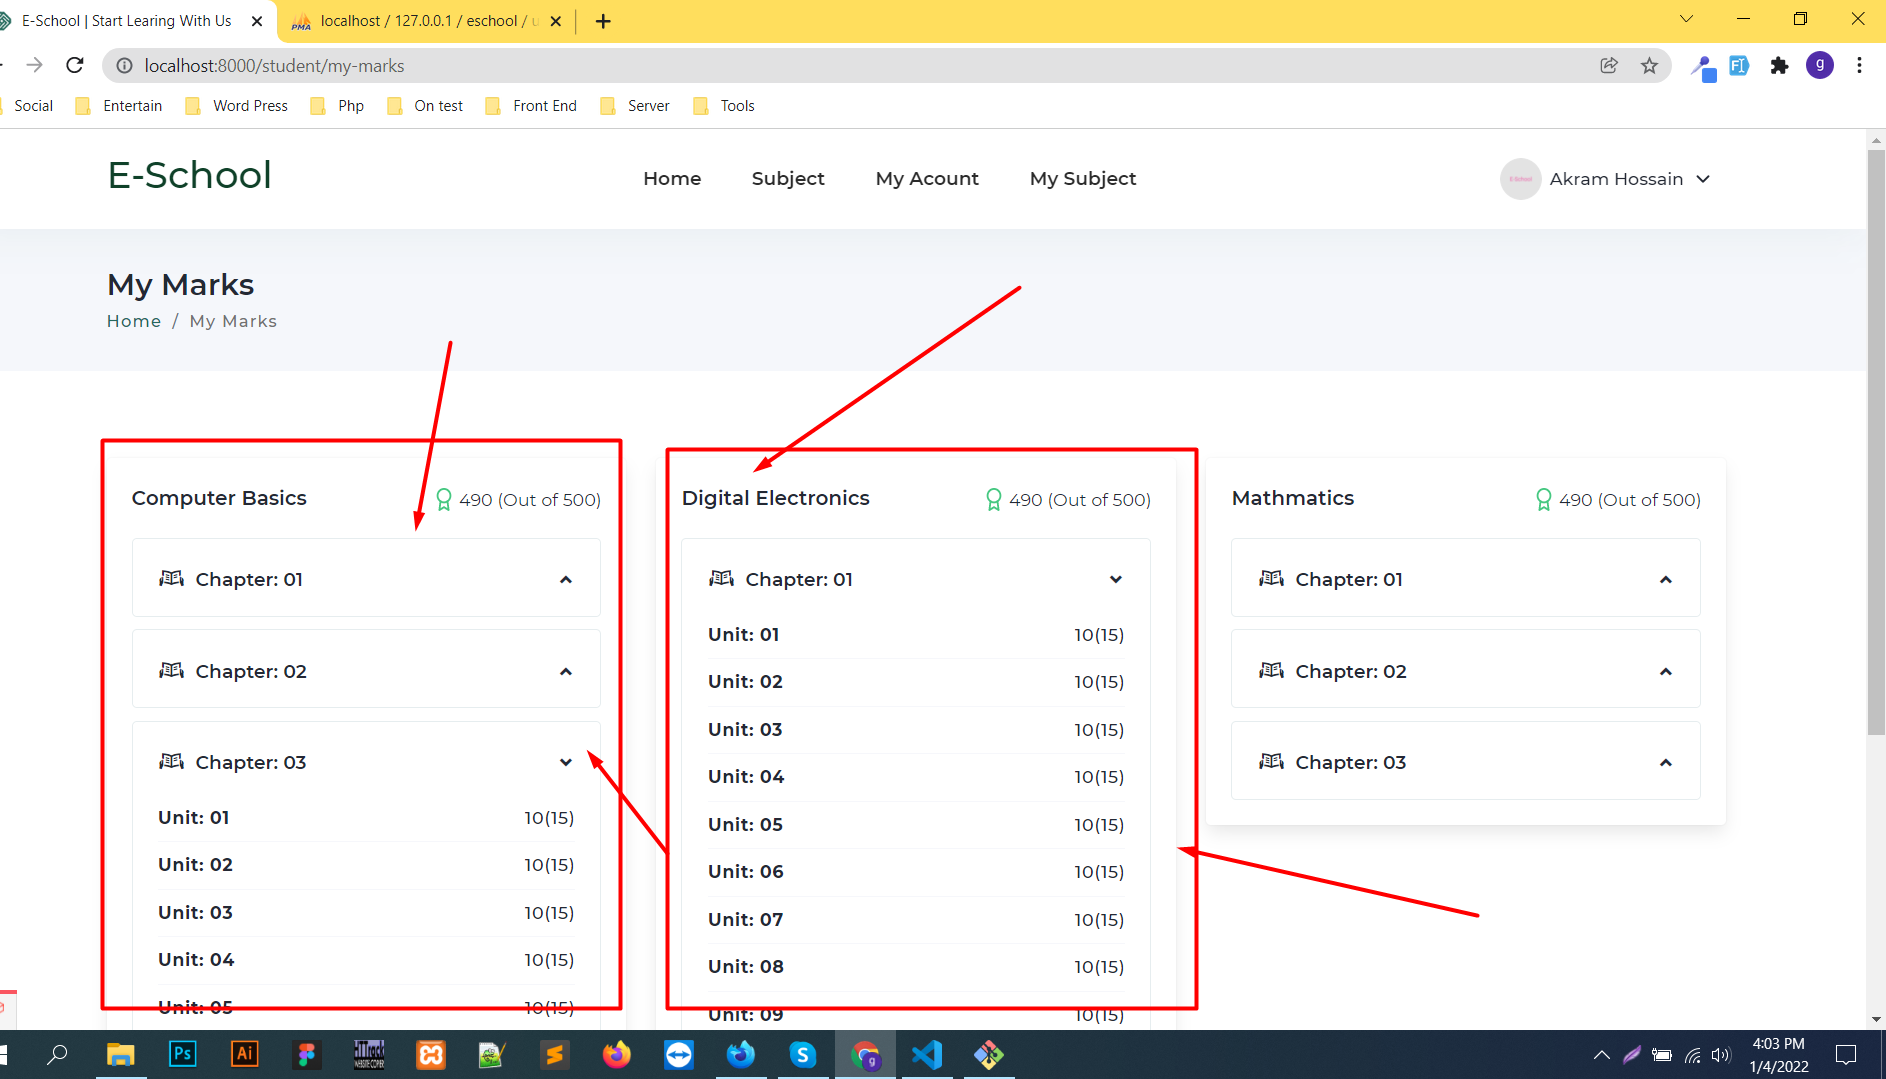 E-School | Start Learing With Us
localhost / 127.0.0.1 / eschool / u
localhost:8000/student/my-marks
g
Social Entertain Word Press Php On test Front End Server Tools
E-School
Home Subject My Acount My Subject
E-School
Akram Hossain
My Marks
Home / My Marks
Computer Basics 490 (Out of 500)
Chapter: 01
Chapter: 02
Chapter: 03
Unit: 01 10(15)
Unit: 02 10(15)
Unit: 03 10(15)
Unit: 04 10(15)
Unit: 05 10(15)
Digital Electronics 490 (Out of 500)
Chapter: 01
Unit: 01 10(15)
Unit: 02 10(15)
Unit: 03 10(15)
Unit: 04 10(15)
Unit: 05 10(15)
Unit: 06 10(15)
Unit: 07 10(15)
Unit: 08 10(15)
Unit: 09 10(15)
Mathmatics 490 (Out of 500)
Chapter: 01
Chapter: 02
Chapter: 03
Ps Ai S g
4:03 PM
1/4/2022